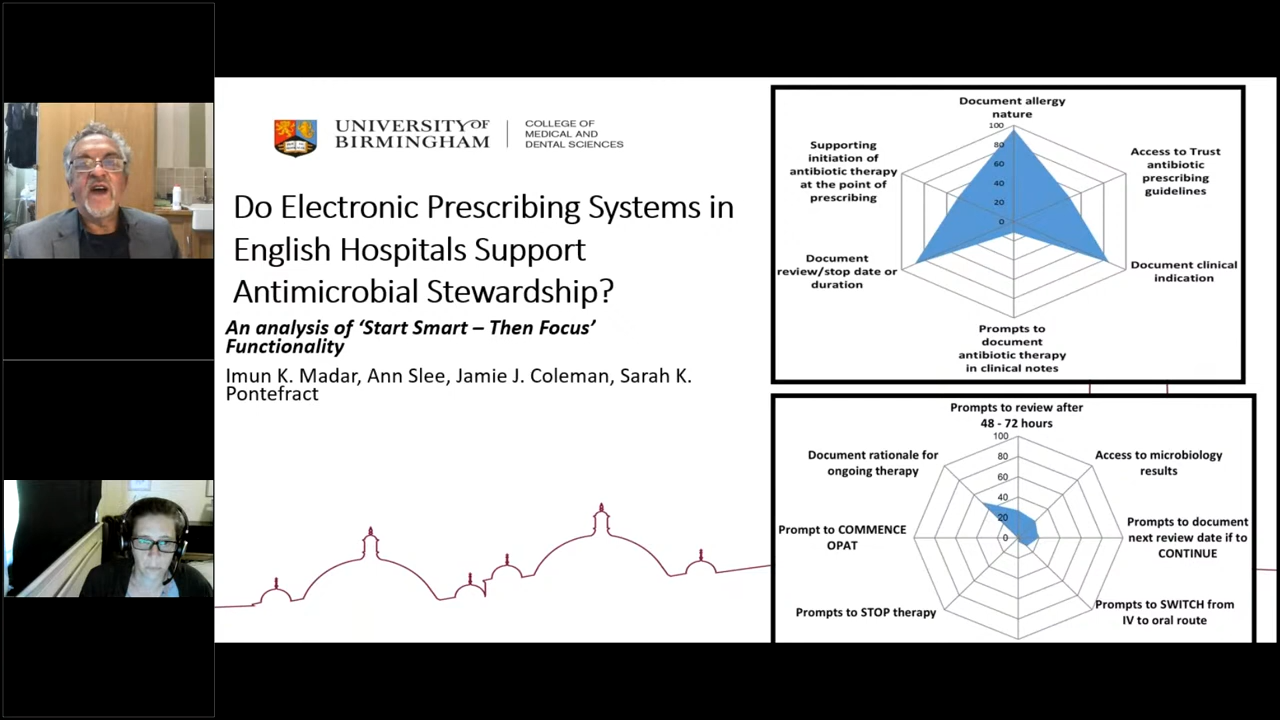 UNIVERSITY OF
BIRMINGHAM
COLLEGE OF
MEDICAL AND
DENTAL SCIENCES
Do Electronic Prescribing Systems in
English Hospitals Support
Antimicrobial Stewardship?
An analysis of ‘Start Smart – Then Focus’
Functionality
Imun K. Madar, Ann Slee, Jamie J. Coleman, Sarah K.
Pontefract
Document allergy
nature
100
80
60
40
20
0
Access to Trust
antibiotic
prescribing
guidelines
Document clinical
indication
Prompts to
document
antibiotic therapy
in clinical notes
Document
review/stop date or
duration
Supporting
initiation of
antibiotic therapy
at the point of
prescribing
Prompts to review after
48 - 72 hours
100
80
60
40
20
0
Access to microbiology
results
Prompts to document
next review date if to
CONTINUE
Prompts to SWITCH from
IV to oral route
Prompts to STOP therapy
Prompt to COMMENCE
OPAT
Document rationale for
ongoing therapy